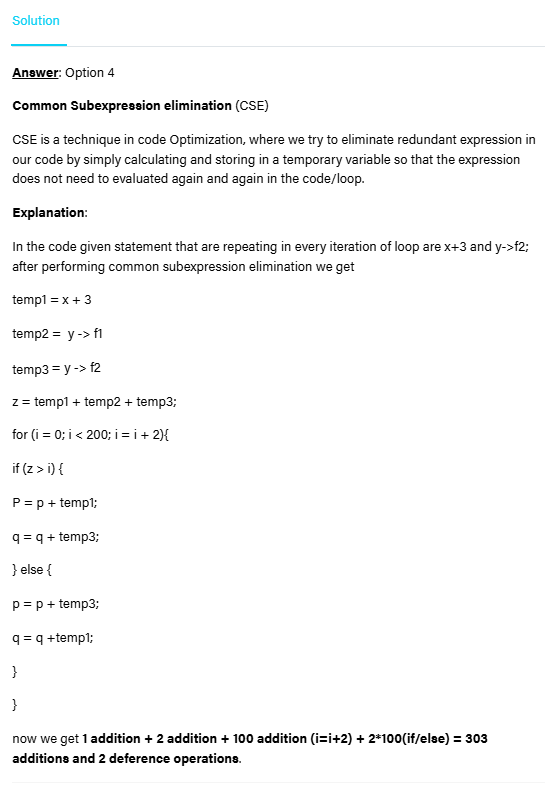 Solution
Answer: Option 4
Common Subexpression elimination (CSE)
CSE is a technique in code Optimization, where we try to eliminate redundant expression in
our code by simply calculating and storing in a temporary variable so that the expression
does not need to evaluated again and again in the code/loop.
Explanation:
In the code given statement that are repeating in every iteration of loop are x+3 and y->f2;
after performing common subexpression elimination we get
temp1 = x + 3
temp2 =  y -> f1
temp3 = y -> f2
z = temp1 + temp2 + temp3;
for (i = 0; i < 200; i = i + 2){
if (z > i) {
P = p + temp1;
q = q + temp3;
} else {
p = p + temp3;
q = q +temp1;
}
}
now we get 1 addition + 2 addition + 100 addition (i=i+2) + 2*100(if/else) = 303
additions and 2 deference operations.